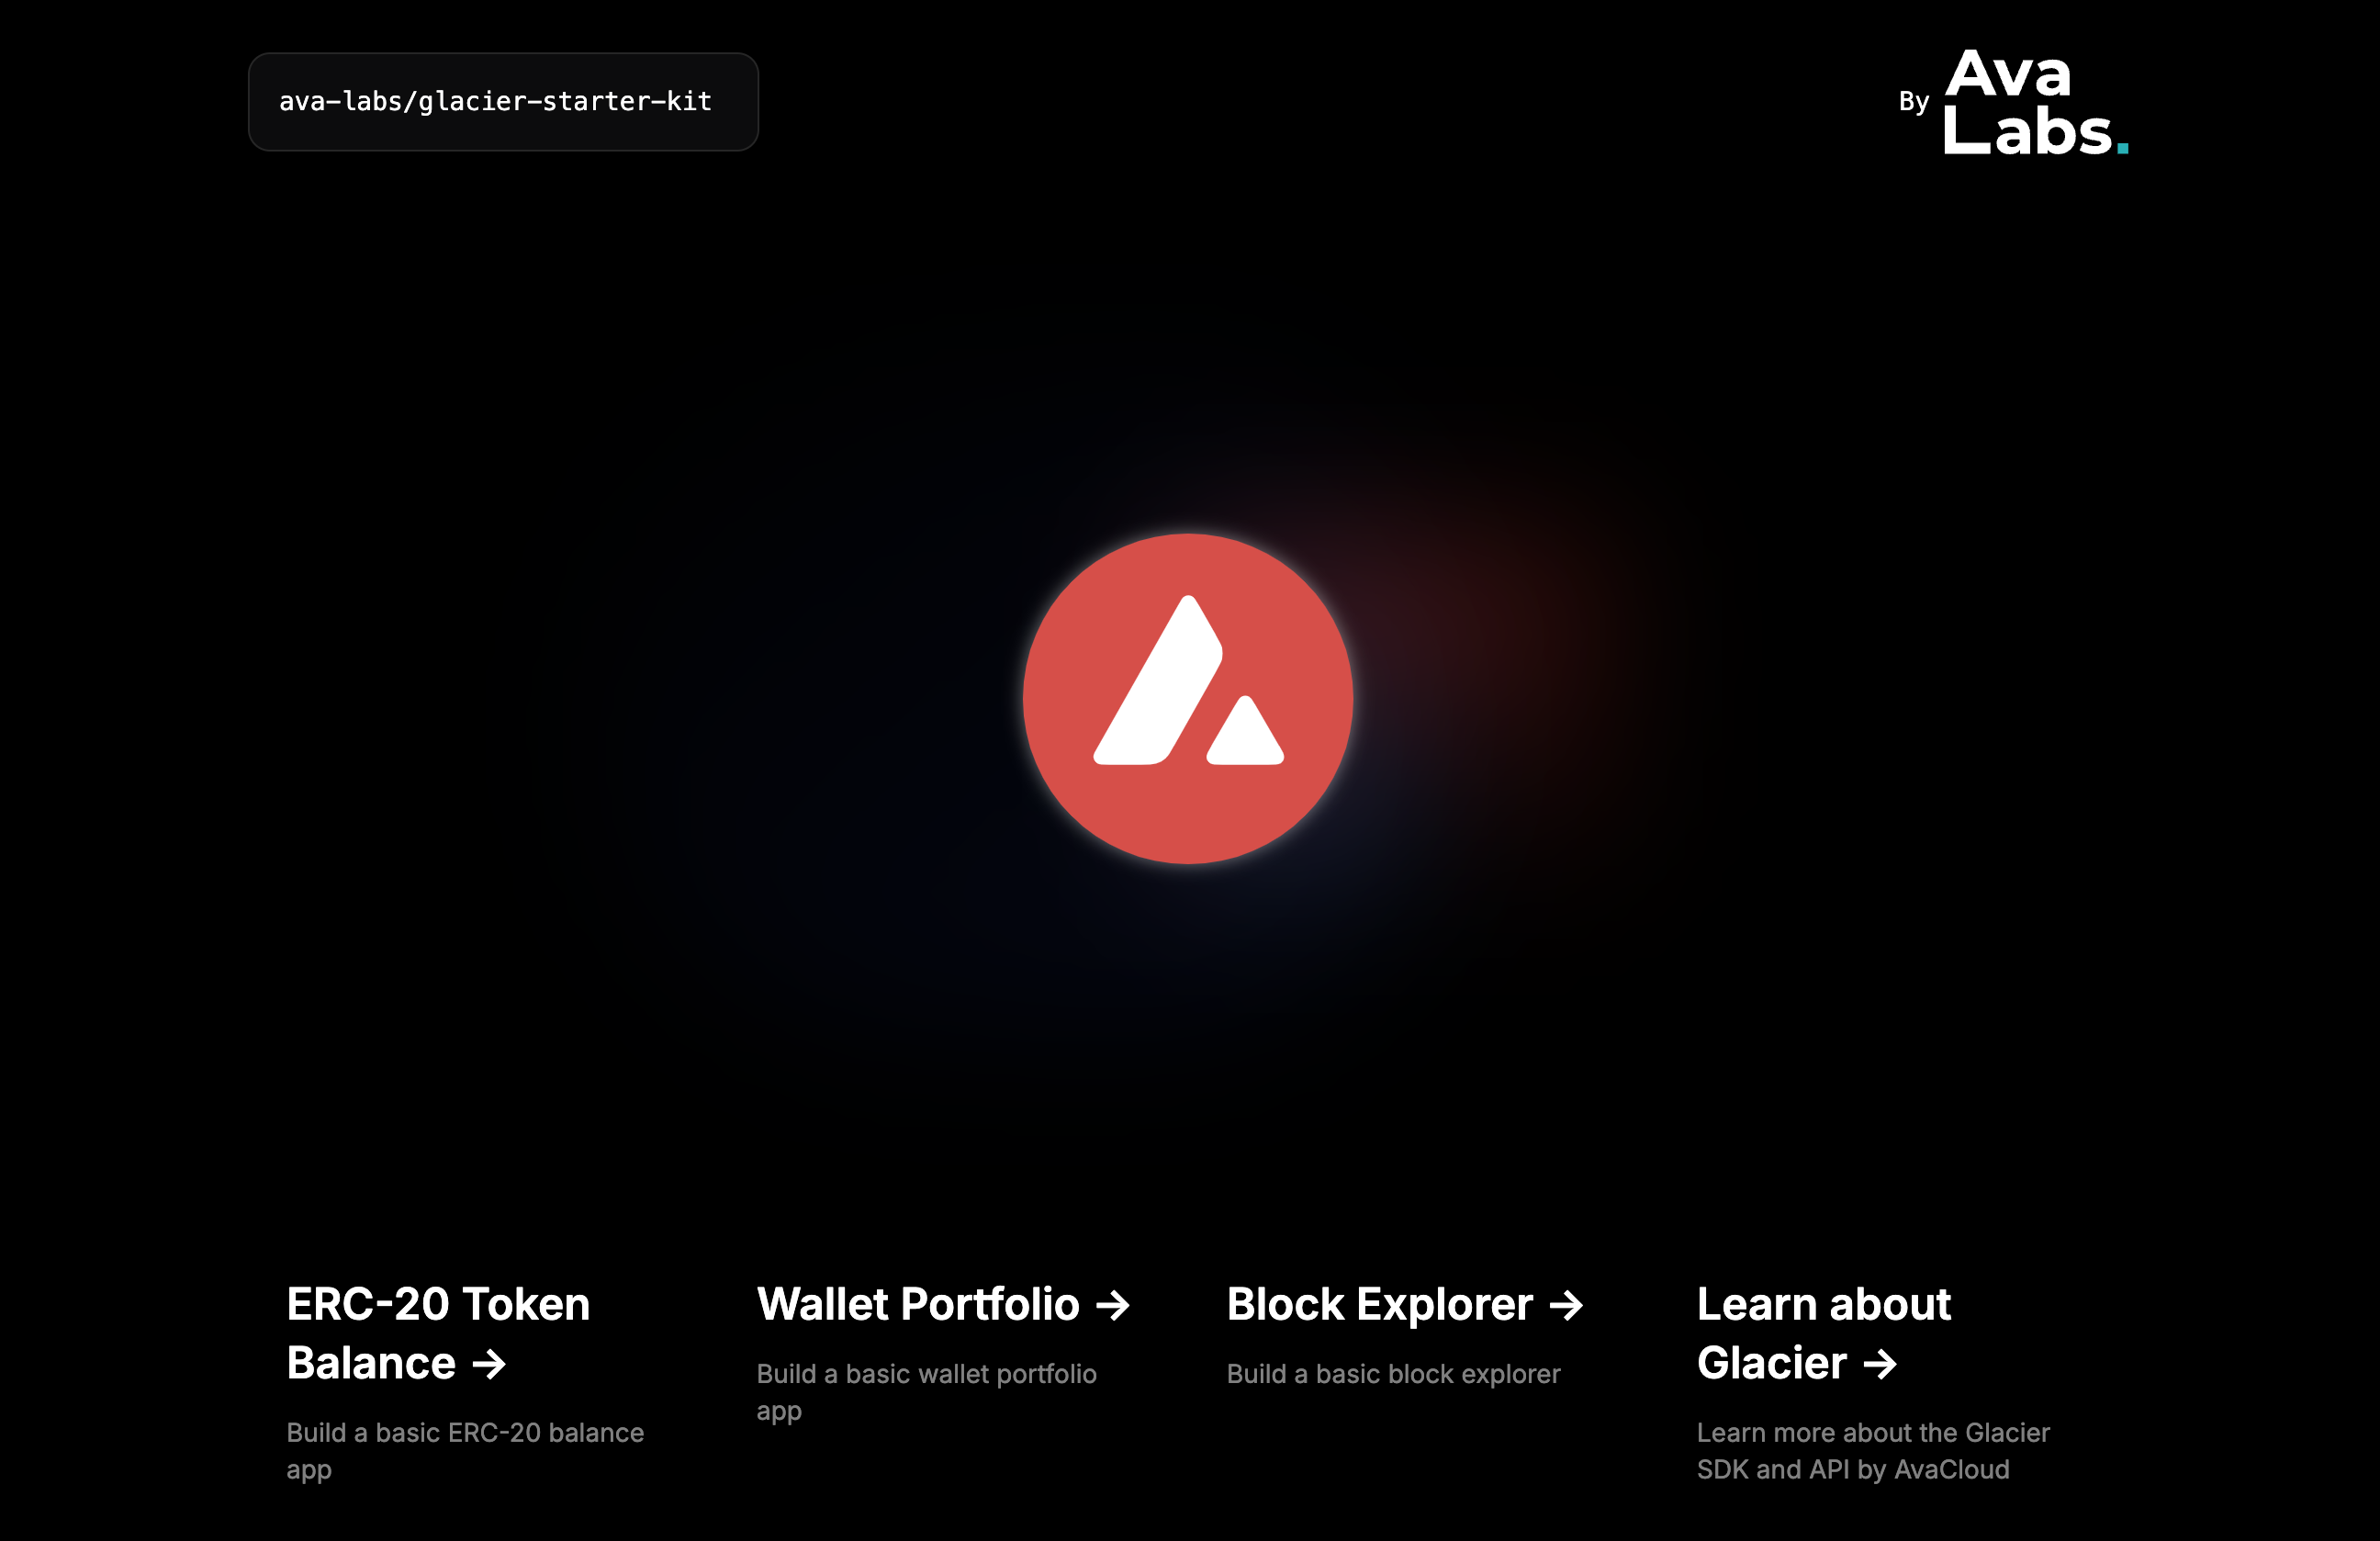 ava-labs/glacier-starter-kit
By
Ava
Labs.
ERC-20 Token
Balance →
Build a basic ERC-20 balance
app
Wallet Portfolio →
Build a basic wallet portfolio
app
Block Explorer →
Build a basic block explorer
Learn about
Glacier →
Learn more about the Glacier
SDK and API by AvaCloud